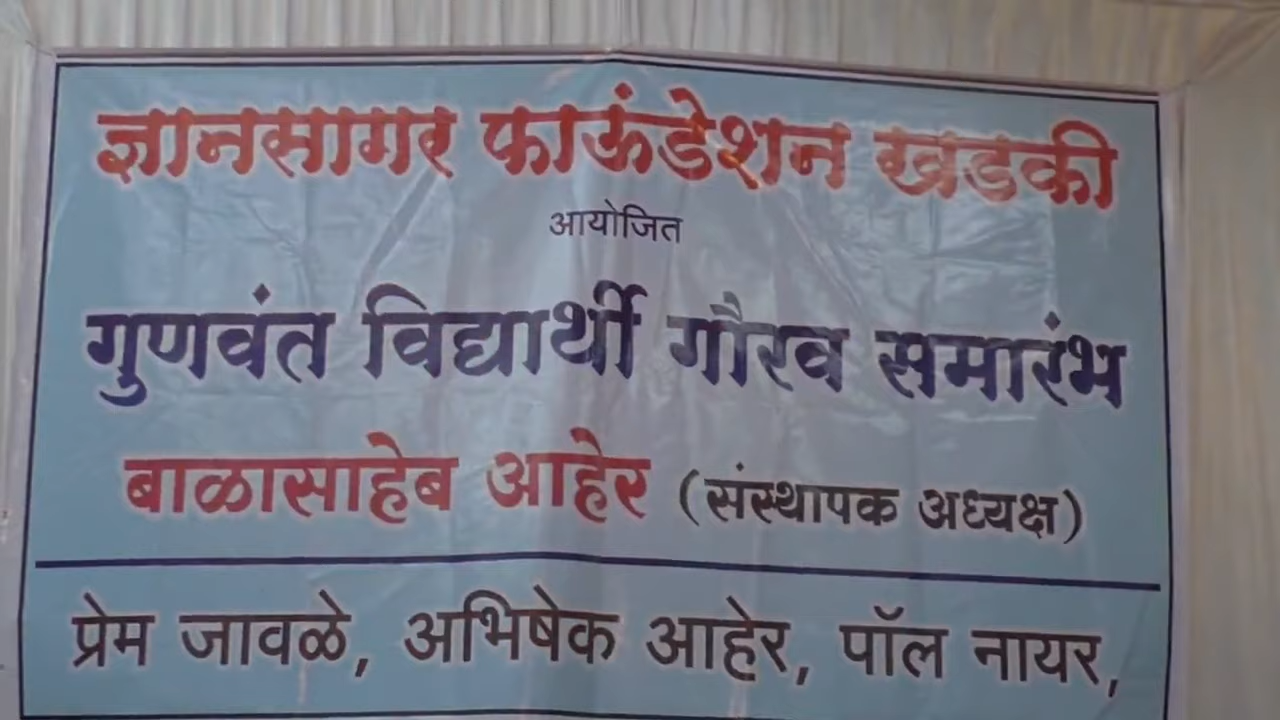 ज्ञानसागर फाऊंडेशन खडकी
आयोजित
गुणवंत विद्यार्थी गौरव समारंभ
बाळासाहेब आहेर (संस्थापक अध्यक्ष)
प्रेम जावळे, अभिषेक आहेर, पॉल नायर,